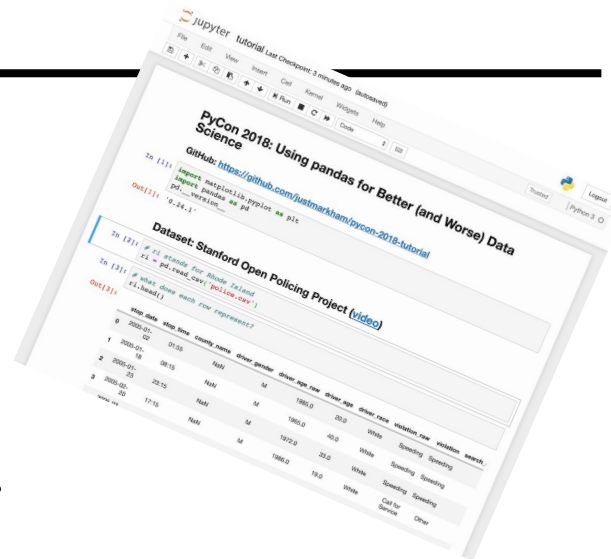 jupyter tutorial Last Checkpoint: 3 minutes ago (autosaved)
File Edit View Insert Cell Kernel Widgets Help
Trusted Python 3 Logout
Run Code
PyCon 2018: Using pandas for Better (and Worse) Data
Science
GitHub: https://github.com/justmarkham/pycon-2018-tutorial
In [1]: import matplotlib.pyplot as plt
import pandas as pd
pd.__version__
Out[1]: '0.24.1'
Dataset: Stanford Open Policing Project (video)
In [2]: # ri stands for Rhode Island
ri = pd.read_csv('police.csv')
In [3]: # what does each row represent?
ri.head()
Out[3]:
stop_date stop_time county_name driver_gender driver_age_raw driver_age driver_race violation_raw violation search_
0 2005-01-02 01:55 NaN M 1985.0 20.0 White Speeding Speeding
1 2005-01-18 08:15 NaN M 1965.0 40.0 White Speeding Speeding
2 2005-01-23 23:15 NaN M 1972.0 33.0 White Speeding Speeding
3 2005-02-20 17:15 NaN M 1986.0 19.0 White Call for Service Other